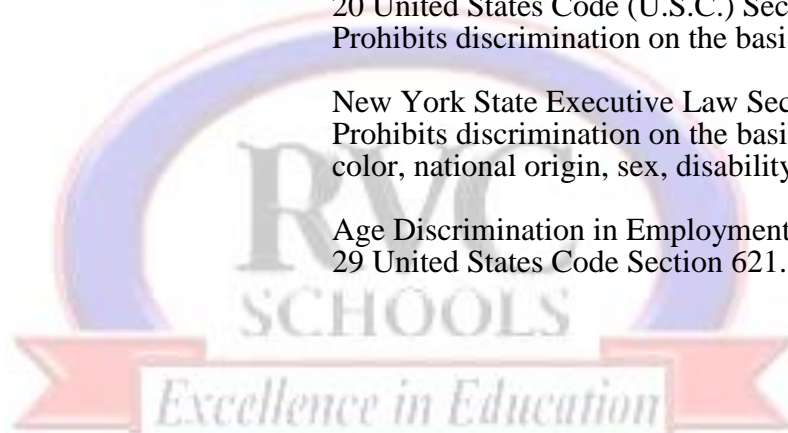 20 United States Code (U.S.C.) Sec
Prohibits discrimination on the basi
New York State Executive Law Sec
Prohibits discrimination on the basi
color, national origin, sex, disability
Age Discrimination in Employment
29 United States Code Section 621.
RVC
SCHOOLS
Excellence in Education